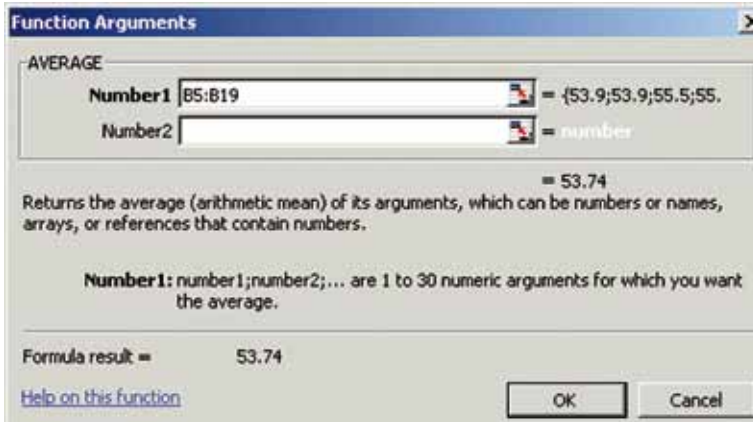 Function Arguments
AVERAGE
Number1 B5:B19 = {53.9;53.9;55.5;55.
Number2 = number
= 53.74
Returns the average (arithmetic mean) of its arguments, which can be numbers or names,
arrays, or references that contain numbers.
Number1: number1;number2;... are 1 to 30 numeric arguments for which you want
the average.
Formula result = 53.74
Help on this function
OK Cancel